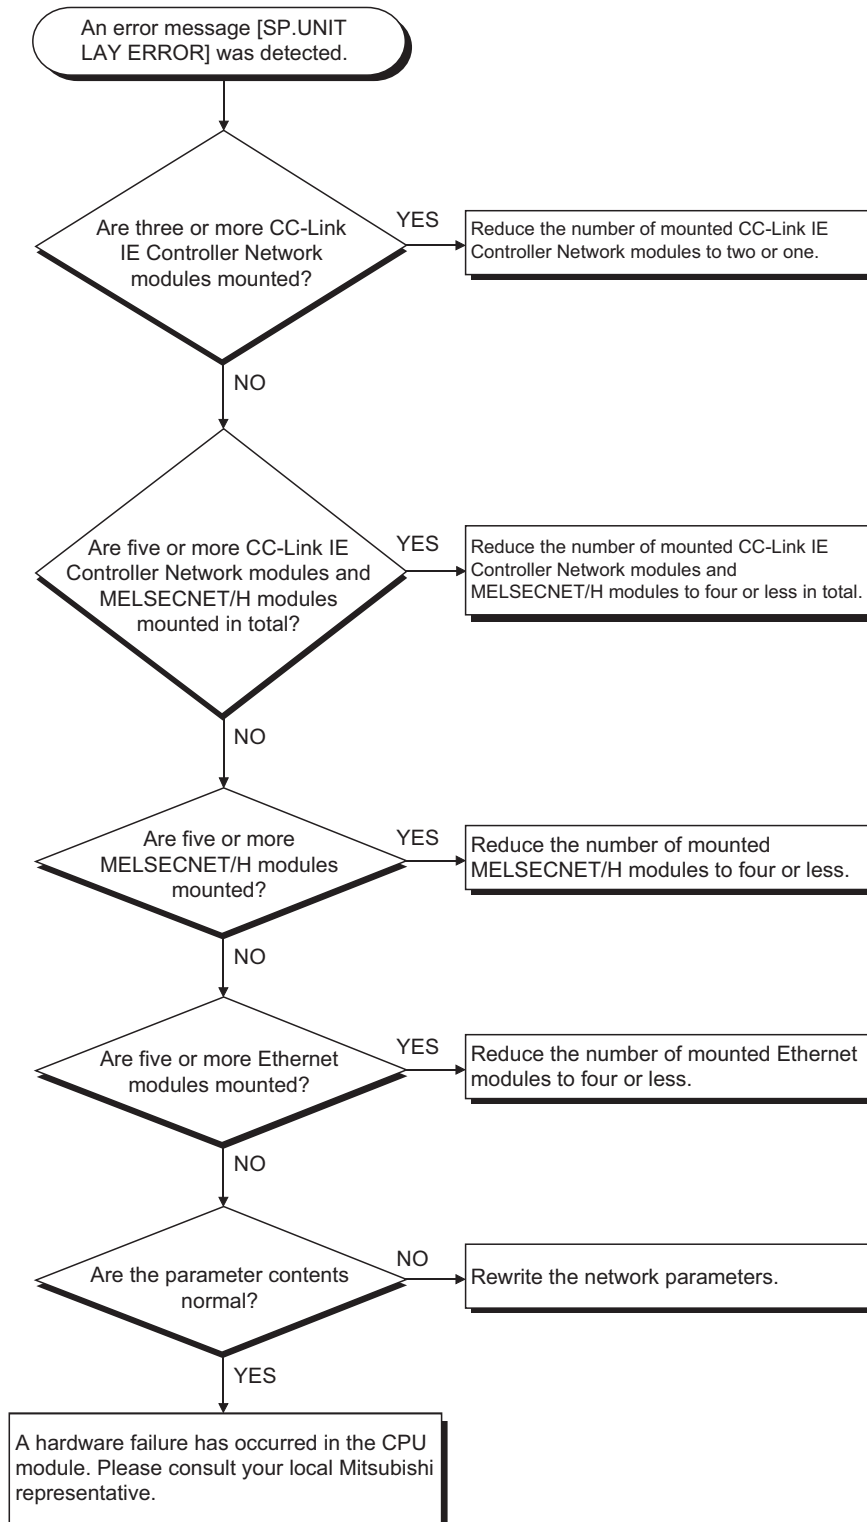 An error message [SP.UNIT
LAY ERROR] was detected.
Are three or more CC-Link
IE Controller Network
modules mounted?
YES
Reduce the number of mounted CC-Link IE
Controller Network modules to two or one.
NO
Are five or more CC-Link IE
Controller Network modules and
MELSECNET/H modules
mounted in total?
YES
Reduce the number of mounted CC-Link IE
Controller Network modules and
MELSECNET/H modules to four or less in total.
NO
Are five or more
MELSECNET/H modules
mounted?
YES
Reduce the number of mounted
MELSECNET/H modules to four or less.
NO
Are five or more Ethernet
modules mounted?
YES
Reduce the number of mounted Ethernet
modules to four or less.
NO
Are the parameter contents
normal?
NO
Rewrite the network parameters.
YES
A hardware failure has occurred in the CPU
module. Please consult your local Mitsubishi
representative.